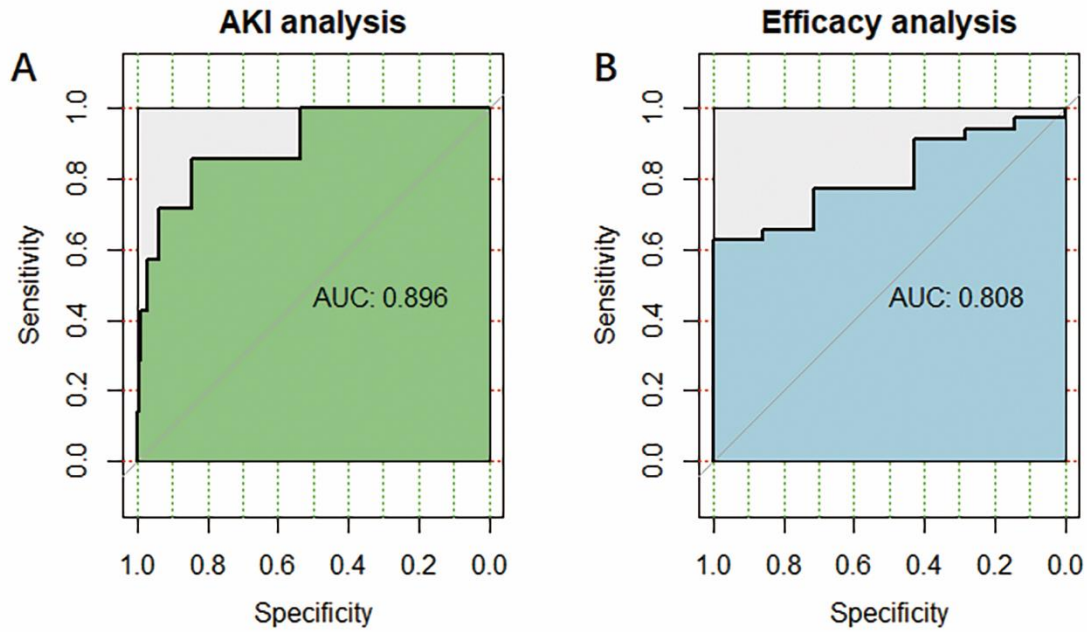 AKI analysis
A
1.0
0.8
0.6
0.4
0.2
0.0
Sensitivity
AUC: 0.896
1.0 0.8 0.6 0.4 0.2 0.0
Specificity
Efficacy analysis
B
1.0
0.8
0.6
0.4
0.2
0.0
Sensitivity
AUC: 0.808
1.0 0.8 0.6 0.4 0.2 0.0
Specificity